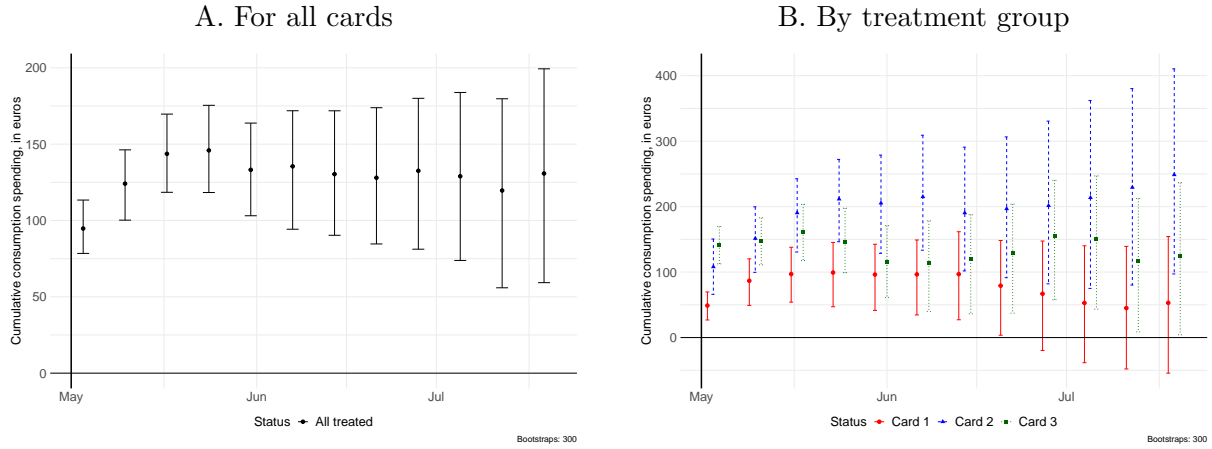 A. For all cards
Cumulative consumption spending, in euros
200
150
100
50
0
May
Jun
Jul
Status All treated
Bootstraps: 300
B. By treatment group
Cumulative consumption spending, in euros
400
300
200
100
0
May
Jun
Jul
Status Card 1 Card 2 Card 3
Bootstraps: 300